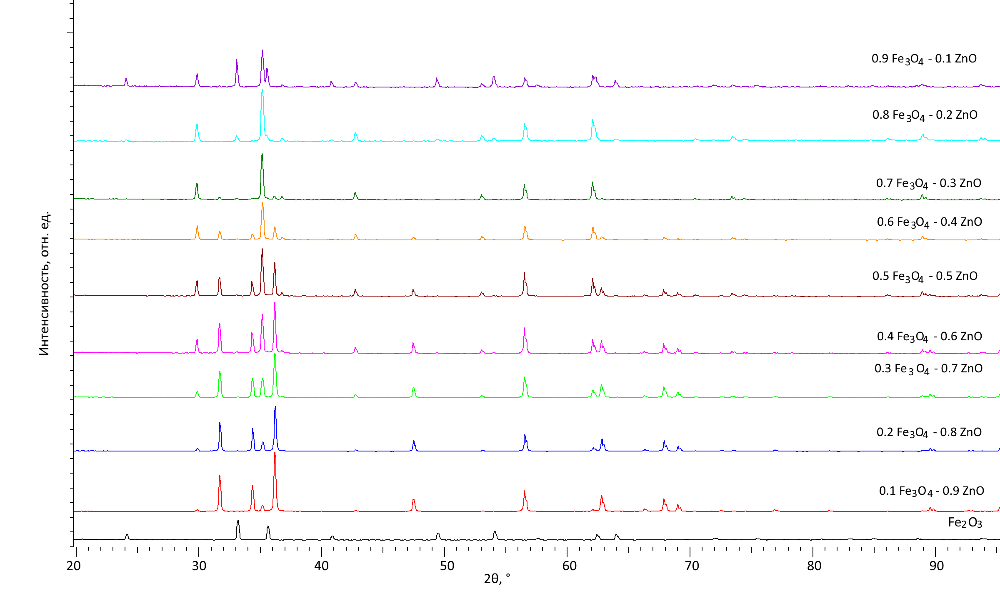 0.9 Fe3O4 - 0.1 ZnO
0.8 Fe3O4 - 0.2 ZnO
0.7 Fe3O4 - 0.3 ZnO
0.6 Fe3O4 - 0.4 ZnO
0.5 Fe3O4 - 0.5 ZnO
0.4 Fe3O4 - 0.6 ZnO
0.3 Fe3O4 - 0.7 ZnO
0.2 Fe3O4 - 0.8 ZnO
0.1 Fe3O4 - 0.9 ZnO
Fe2O3
Интенсивность, отн. ед.
20 30 40 50 60 70 80 90
2θ, °